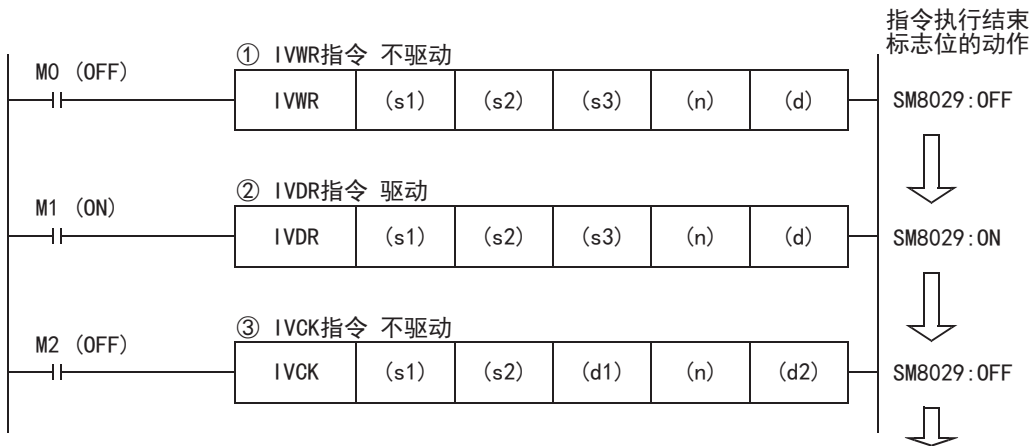 指令执行结束
标志位的动作
① IVWR指令 不驱动
M0 (OFF)
IVWR (s1) (s2) (s3) (n) (d)
SM8029:OFF
② IVDR指令 驱动
M1 (ON)
IVDR (s1) (s2) (s3) (n) (d)
SM8029:ON
③ IVCK指令 不驱动
M2 (OFF)
IVCK (s1) (s2) (d1) (n) (d2)
SM8029:OFF